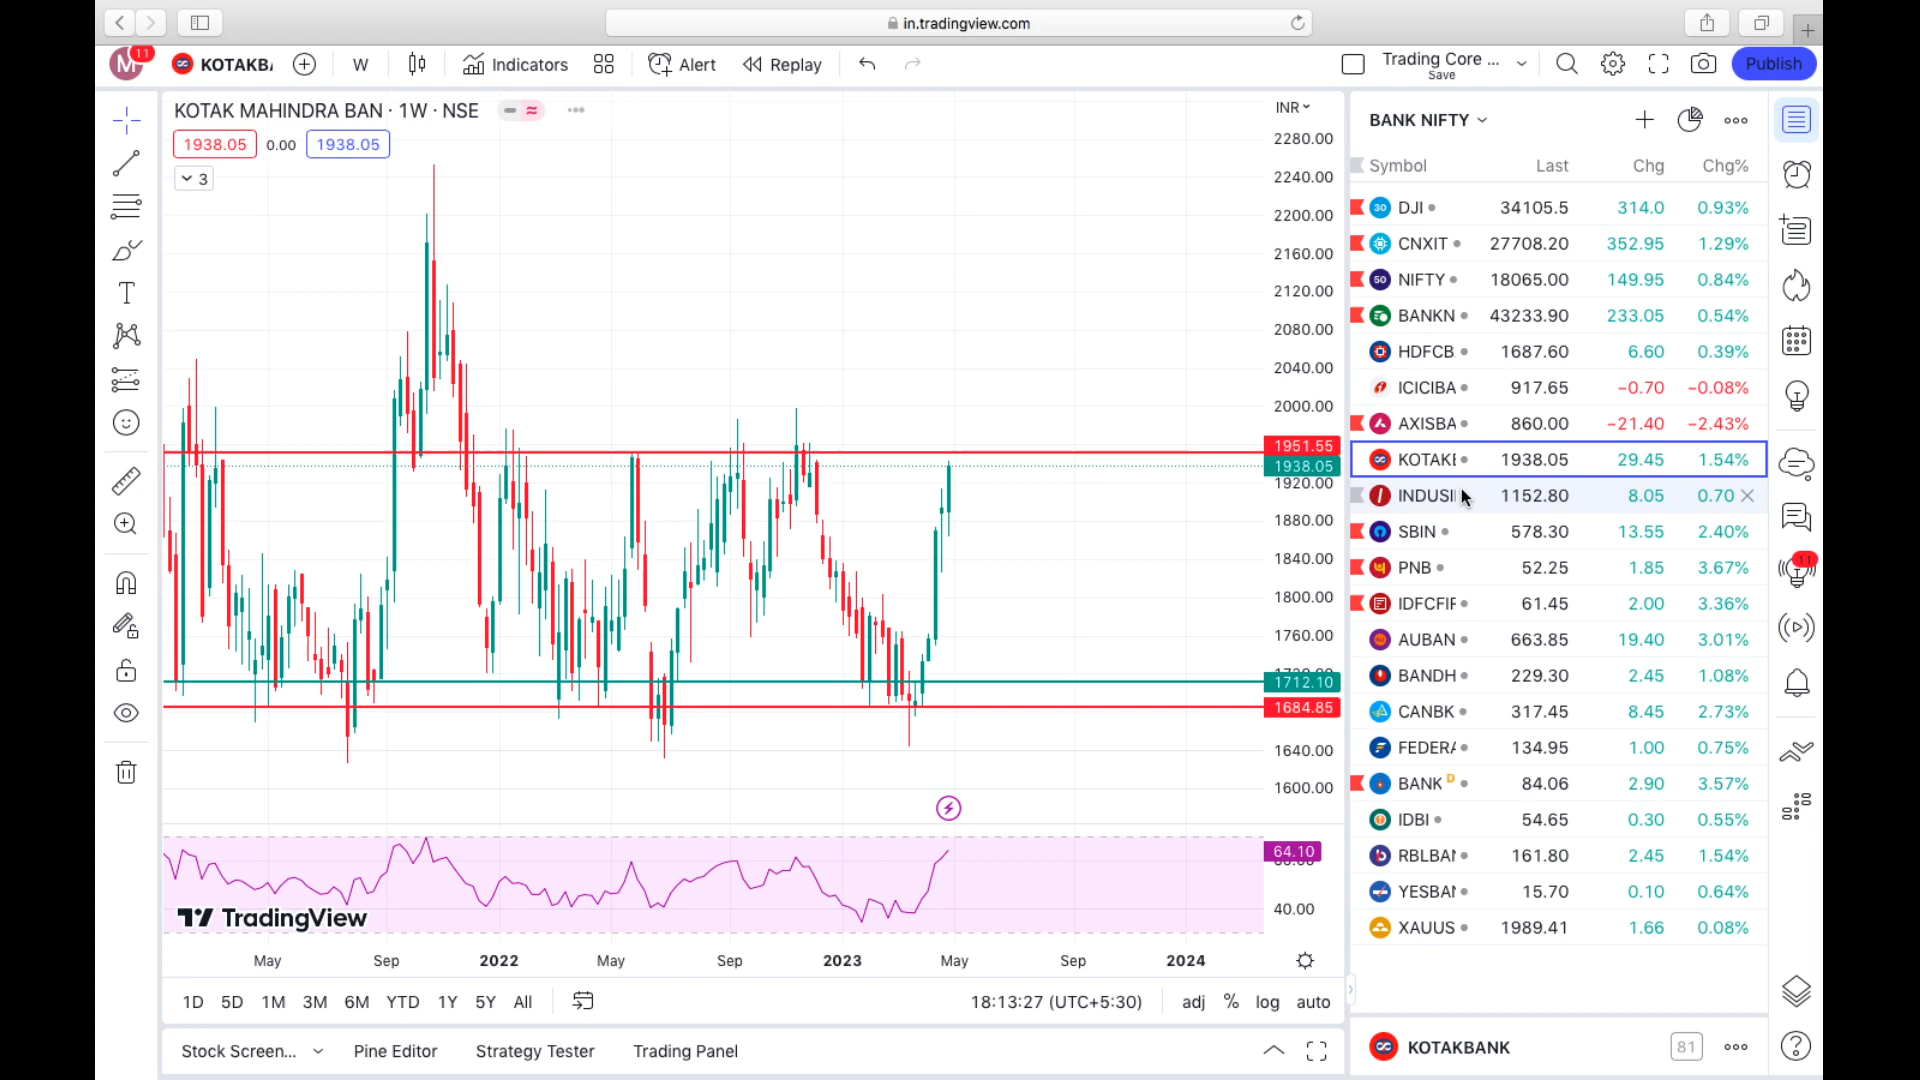 in.tradingview.com
M 11 KOTAKBA W Indicators Alert Replay Trading Core ... Save Publish
KOTAK MAHINDRA BAN · 1W · NSE
1938.05 0.00 1938.05
3
INR
2280.00
2240.00
2200.00
2160.00
2120.00
2080.00
2040.00
2000.00
1951.55
1938.05
1920.00
1880.00
1840.00
1800.00
1760.00
1712.10
1684.85
1640.00
1600.00
64.10
40.00
TradingView
May Sep 2022 May Sep 2023 May Sep 2024
1D 5D 1M 3M 6M YTD 1Y 5Y All 18:13:27 (UTC+5:30) adj % log auto
Stock Screen... Pine Editor Strategy Tester Trading Panel
BANK NIFTY
Symbol Last Chg Chg%
30 DJI 34105.5 314.0 0.93%
CNXIT 27708.20 352.95 1.29%
50 NIFTY 18065.00 149.95 0.84%
BANKN 43233.90 233.05 0.54%
HDFCB 1687.60 6.60 0.39%
ICICIBA 917.65 −0.70 −0.08%
AXISBA 860.00 −21.40 −2.43%
KOTAKE 1938.05 29.45 1.54%
INDUSI 1152.80 8.05 0.70
SBIN 578.30 13.55 2.40%
PNB 52.25 1.85 3.67%
IDFCFIF 61.45 2.00 3.36%
AUBAN 663.85 19.40 3.01%
BANDH 229.30 2.45 1.08%
CANBK 317.45 8.45 2.73%
FEDERA 134.95 1.00 0.75%
BANK D 84.06 2.90 3.57%
IDBI 54.65 0.30 0.55%
RBLBAN 161.80 2.45 1.54%
YESBAN 15.70 0.10 0.64%
XAUUS 1989.41 1.66 0.08%
11
KOTAKBANK 81